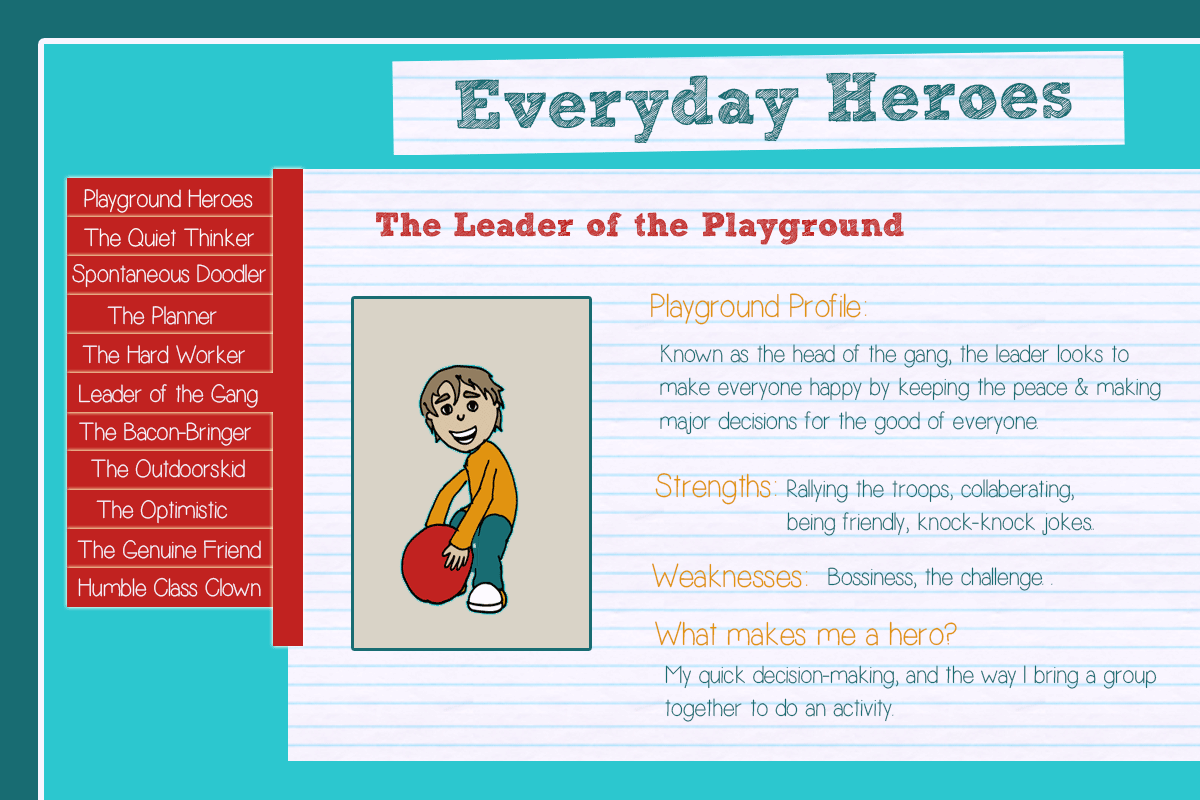 Everyday Heroes
Playground Heroes
The Quiet Thinker
Spontaneous Doodler
The Planner
The Hard Worker
Leader of the Gang
The Bacon-Bringer
The Outdoorskid
The Optimistic
The Genuine Friend
Humble Class Clown
The Leader of the Playground
Playground Profile:
Known as the head of the gang, the leader looks to
make everyone happy by keeping the peace & making
major decisions for the good of everyone.
Strengths: Rallying the troops, collaberating,
being friendly, knock-knock jokes.
Weaknesses: Bossiness, the challenge. .
What makes me a hero?
My quick decision-making, and the way I bring a group
together to do an activity.